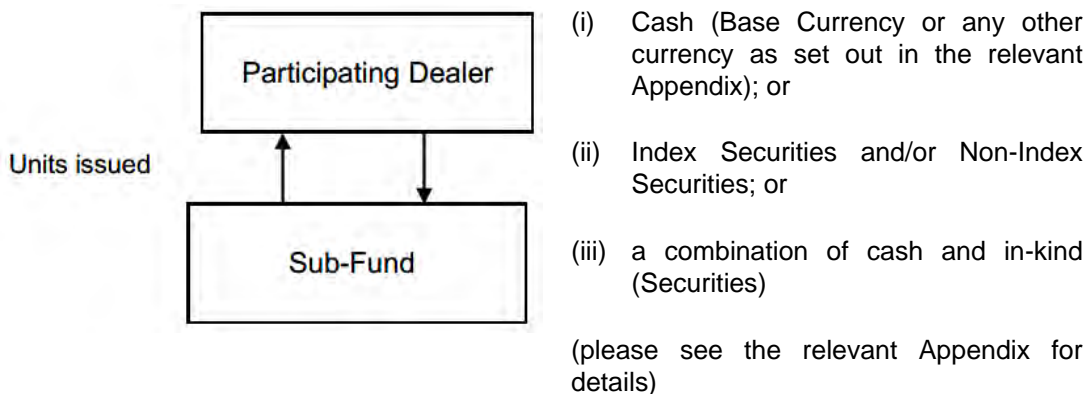 Participating Dealer
Units issued
Sub-Fund
(i) Cash (Base Currency or any other
currency as set out in the relevant
Appendix); or
(ii) Index Securities and/or Non-Index
Securities; or
(iii) a combination of cash and in-kind
(Securities)
(please see the relevant Appendix for
details)